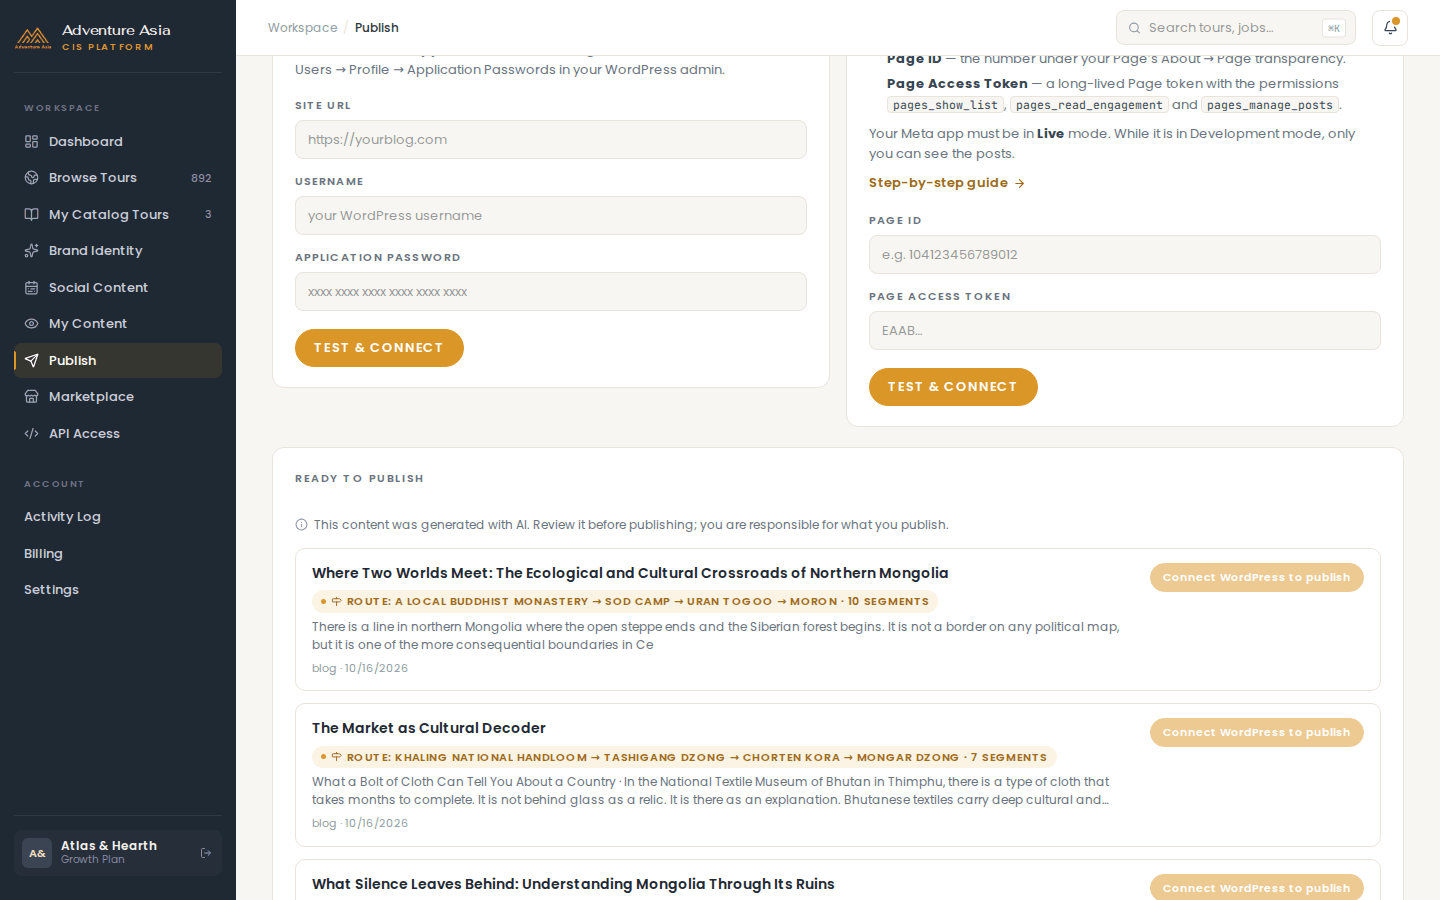 Adventure Asia
CIS PLATFORM
Adventure Asia
WORKSPACE
Dashboard
Browse Tours 892
My Catalog Tours 3
Brand Identity
Social Content
My Content
Publish
Marketplace
API Access
ACCOUNT
Activity Log
Billing
Settings
A& Atlas & Hearth
Growth Plan
Workspace / Publish
Search tours, jobs... ⌘K
Users → Profile → Application Passwords in your WordPress admin.
SITE URL
https://yourblog.com
USERNAME
your WordPress username
APPLICATION PASSWORD
xxxx xxxx xxxx xxxx xxxx xxxx
TEST & CONNECT
Page ID — the number under your Page's About → Page transparency.
Page Access Token — a long-lived Page token with the permissions
pages_show_list, pages_read_engagement and pages_manage_posts.
Your Meta app must be in Live mode. While it is in Development mode, only
you can see the posts.
Step-by-step guide →
PAGE ID
e.g. 104123456789012
PAGE ACCESS TOKEN
EAAB...
TEST & CONNECT
READY TO PUBLISH
This content was generated with AI. Review it before publishing; you are responsible for what you publish.
Where Two Worlds Meet: The Ecological and Cultural Crossroads of Northern Mongolia
Connect WordPress to publish
ROUTE: A LOCAL BUDDHIST MONASTERY → SOD CAMP → URAN TOGOO → MORON · 10 SEGMENTS
There is a line in northern Mongolia where the open steppe ends and the Siberian forest begins. It is not a border on any political map,
but it is one of the more consequential boundaries in Ce
blog · 10/16/2026
The Market as Cultural Decoder
Connect WordPress to publish
ROUTE: KHALING NATIONAL HANDLOOM → TASHIGANG DZONG → CHORTEN KORA → MONGAR DZONG · 7 SEGMENTS
What a Bolt of Cloth Can Tell You About a Country · In the National Textile Museum of Bhutan in Thimphu, there is a type of cloth that
takes months to complete. It is not behind glass as a relic. It is there as an explanation. Bhutanese textiles carry deep cultural and...
blog · 10/16/2026
What Silence Leaves Behind: Understanding Mongolia Through Its Ruins
Connect WordPress to publish